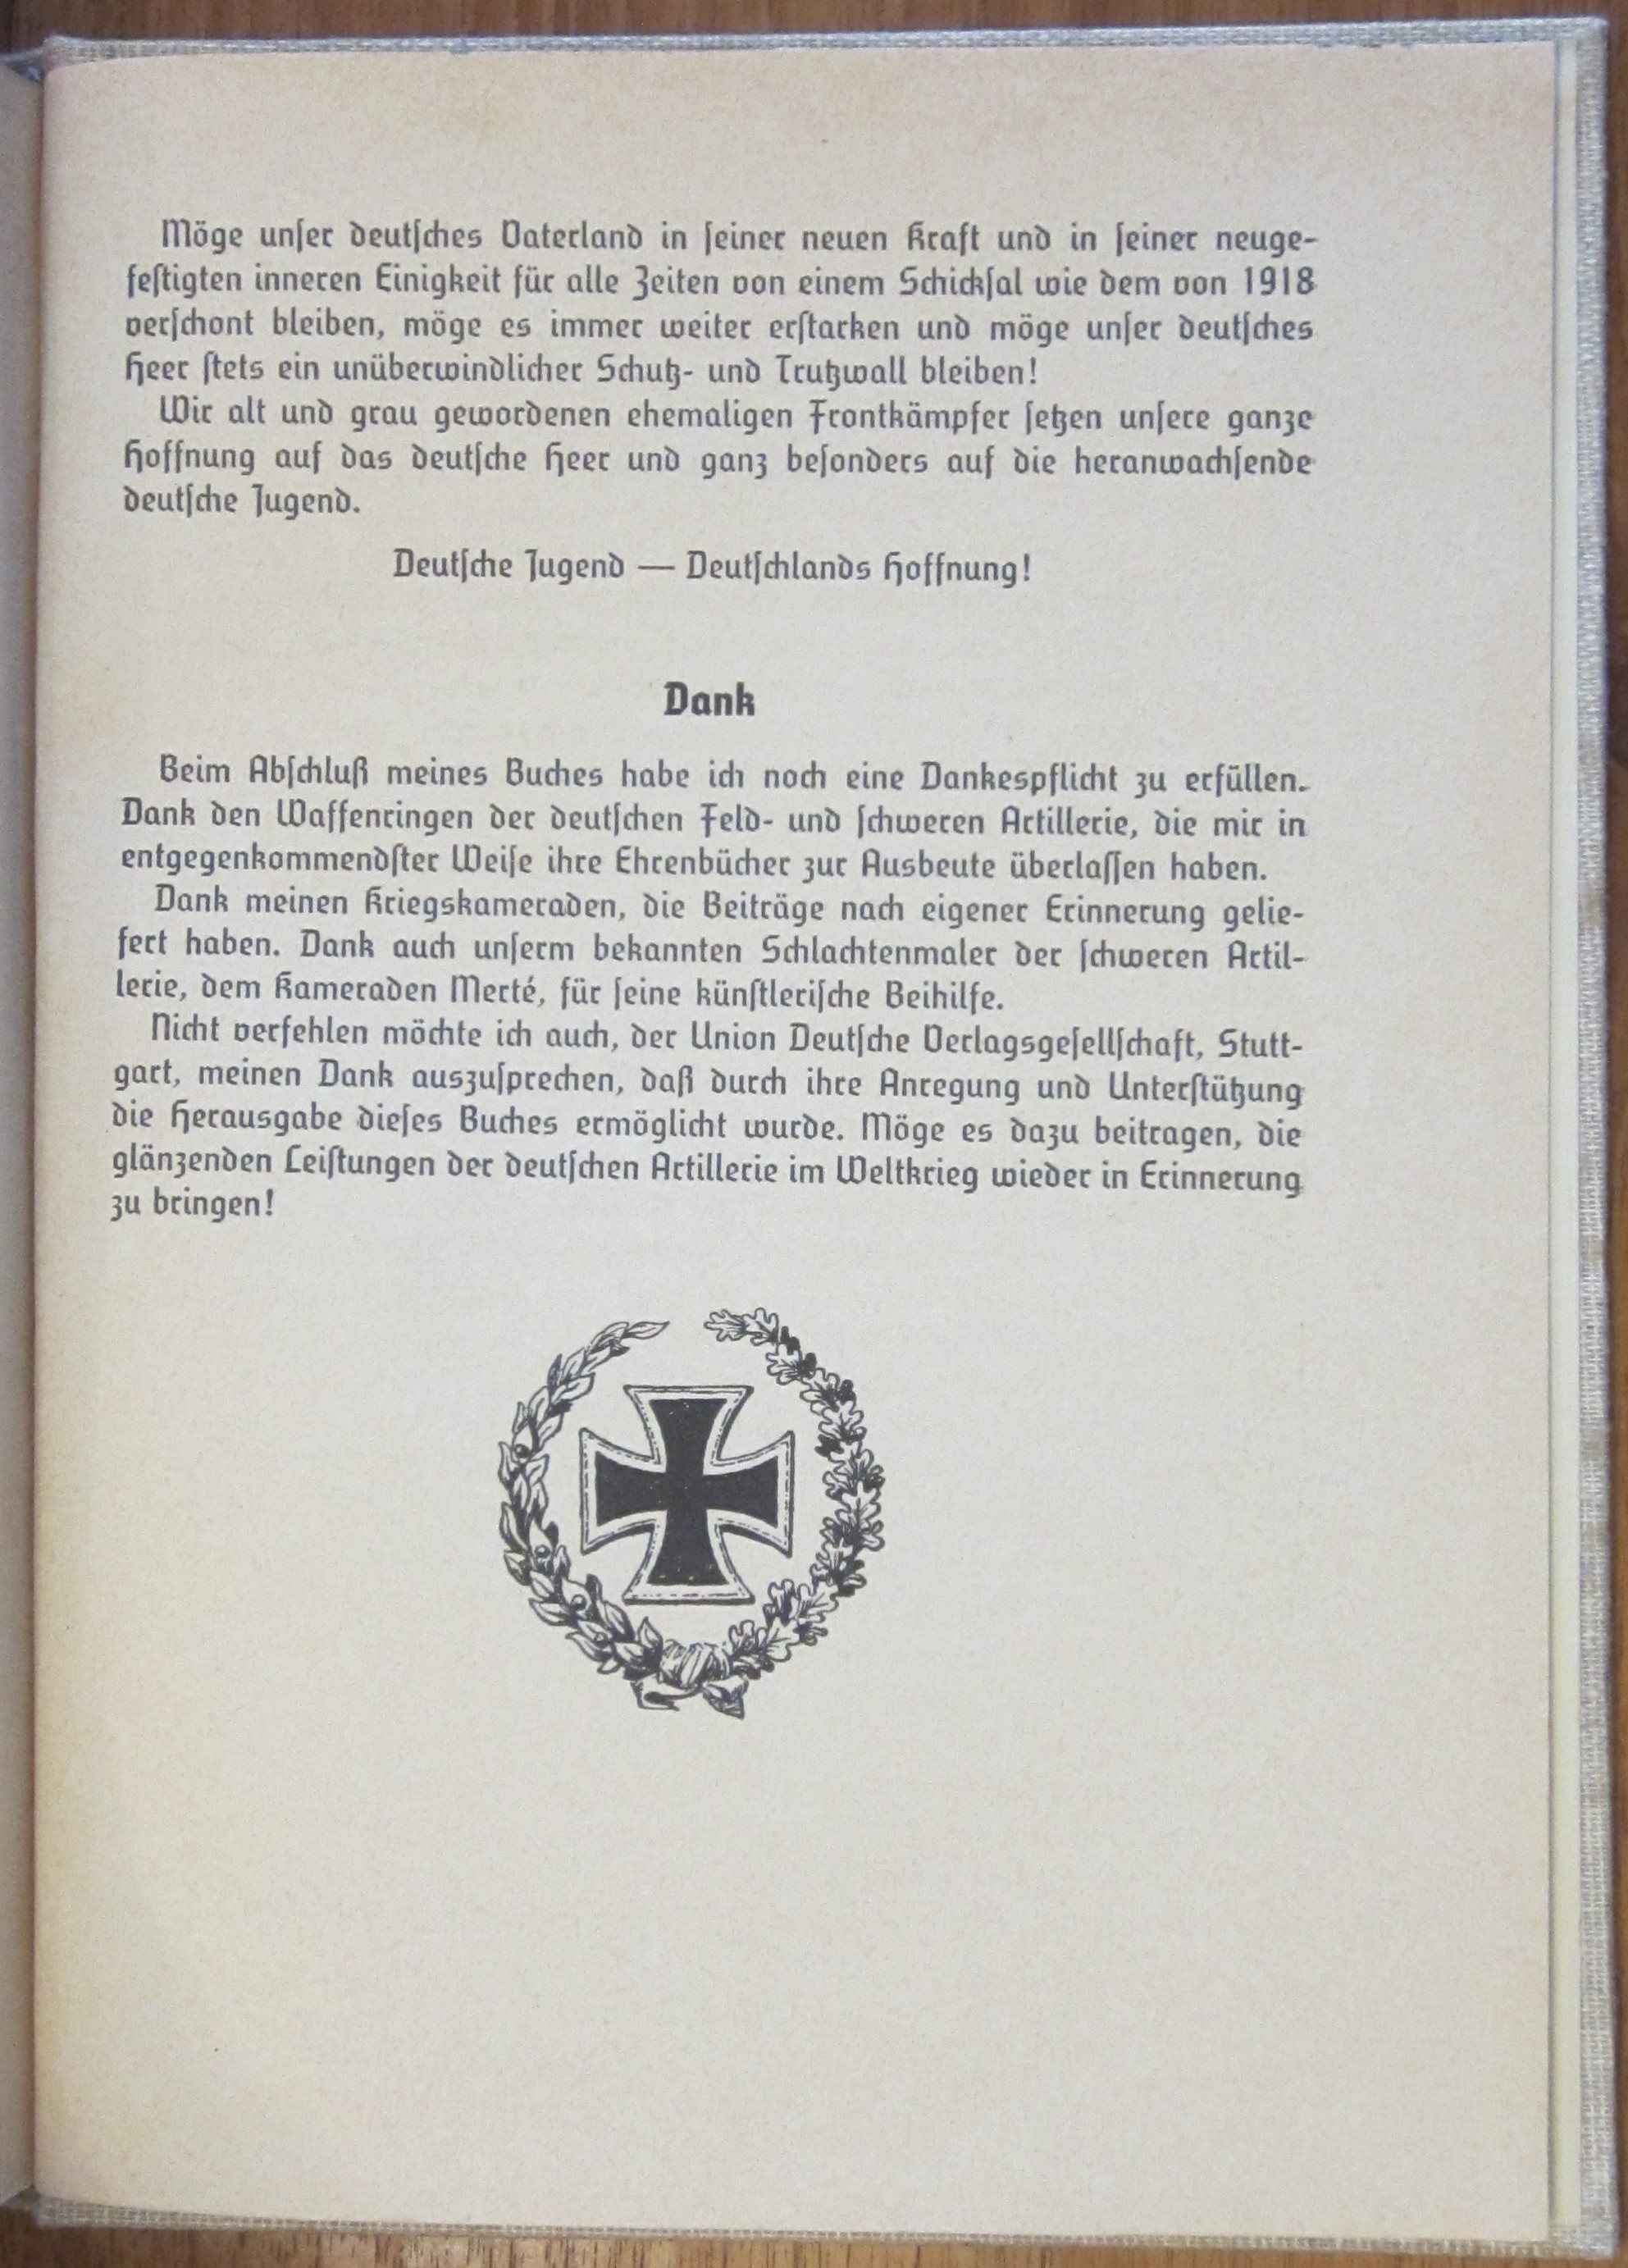 Möge unſer deutſches Vaterland in ſeiner neuen Kraft und in ſeiner neuge-
feſtigten inneren Einigkeit für alle Zeiten von einem Schickſal wie dem von 1918
verſchont bleiben, möge es immer weiter erſtarken und möge unſer deutſches
Heer ſtets ein unüberwindlicher Schutz- und Trutzwall bleiben!
Wir alt und grau gewordenen ehemaligen Frontkämpfer ſetzen unſere ganze
Hoffnung auf das deutſche Heer und ganz beſonders auf die heranwachſende
deutſche Jugend.
Deutſche Jugend — Deutſchlands Hoffnung!
Dank
Beim Abſchluß meines Buches habe ich noch eine Dankespflicht zu erfüllen.
Dank den Waffenringen der deutſchen Feld- und ſchweren Artillerie, die mir in
entgegenkommendſter Weiſe ihre Ehrenbücher zur Ausbeute überlaſſen haben.
Dank meinen Kriegskameraden, die Beiträge nach eigener Erinnerung gelie-
fert haben. Dank auch unſerm bekannten Schlachtenmaler der ſchweren Artil-
lerie, dem Kameraden Merté, für ſeine künſtleriſche Beihilfe.
Nicht verfehlen möchte ich auch, der Union Deutſche Verlagsgeſellſchaft, Stutt-
gart, meinen Dank auszuſprechen, daß durch ihre Anregung und Unterſtützung
die Herausgabe dieſes Buches ermöglicht wurde. Möge es dazu beitragen, die
glänzenden Leiſtungen der deutſchen Artillerie im Weltkrieg wieder in Erinnerung
zu bringen!